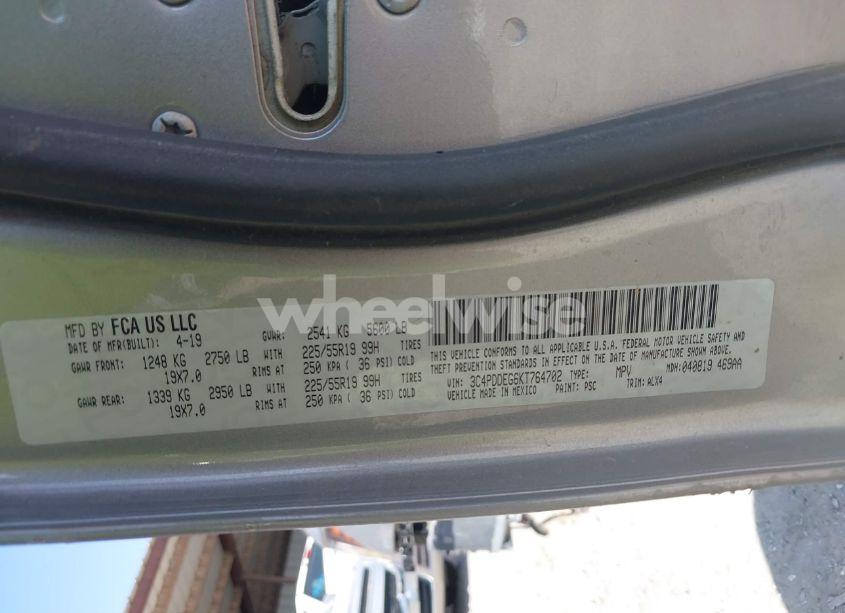 MFD BY FCA US LLC
DATE OF MFR(BUILT): 4-19 GVWR: 2541 KG 5600 LB
GAWR FRONT: 1248 KG 2750 LB WITH 225/55R19 99H TIRES
19X7.0 RIMS AT 250 KPA ( 36 PSI) COLD
GAWR REAR: 1339 KG 2950 LB WITH 225/55R19 99H TIRES
19X7.0 RIMS AT 250 KPA ( 36 PSI) COLD
THIS VEHICLE CONFORMS TO ALL APPLICABLE U.S.A. FEDERAL MOTOR VEHICLE SAFETY AND
THEFT PREVENTION STANDARDS IN EFFECT ON THE DATE OF MANUFACTURE SHOWN ABOVE.
VIN: 3C4PDDEG6KT764702 TYPE: MPV MDH: 040819 469AA
VEHICLE MADE IN MEXICO PAINT: PSC TRIM: ALX4
wheelwise